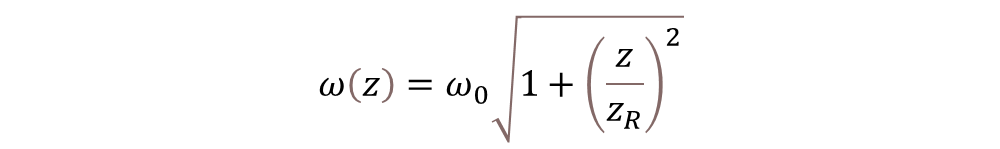 ω(z) = ω₀√(1 + (z/z_R)²)